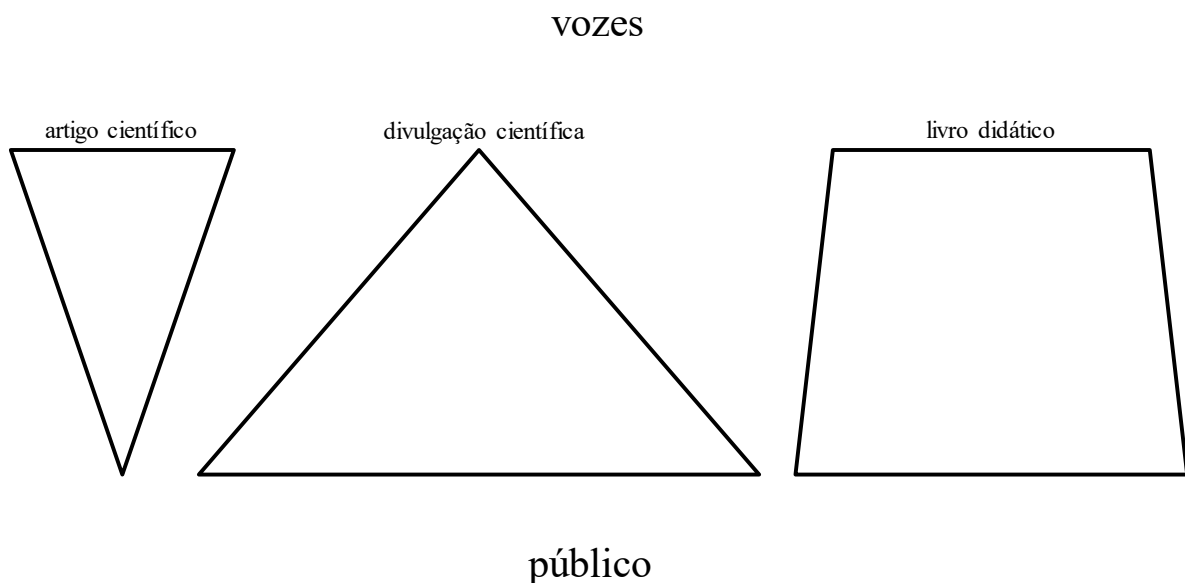 vozes
artigo científico
divulgação científica
livro didático
público